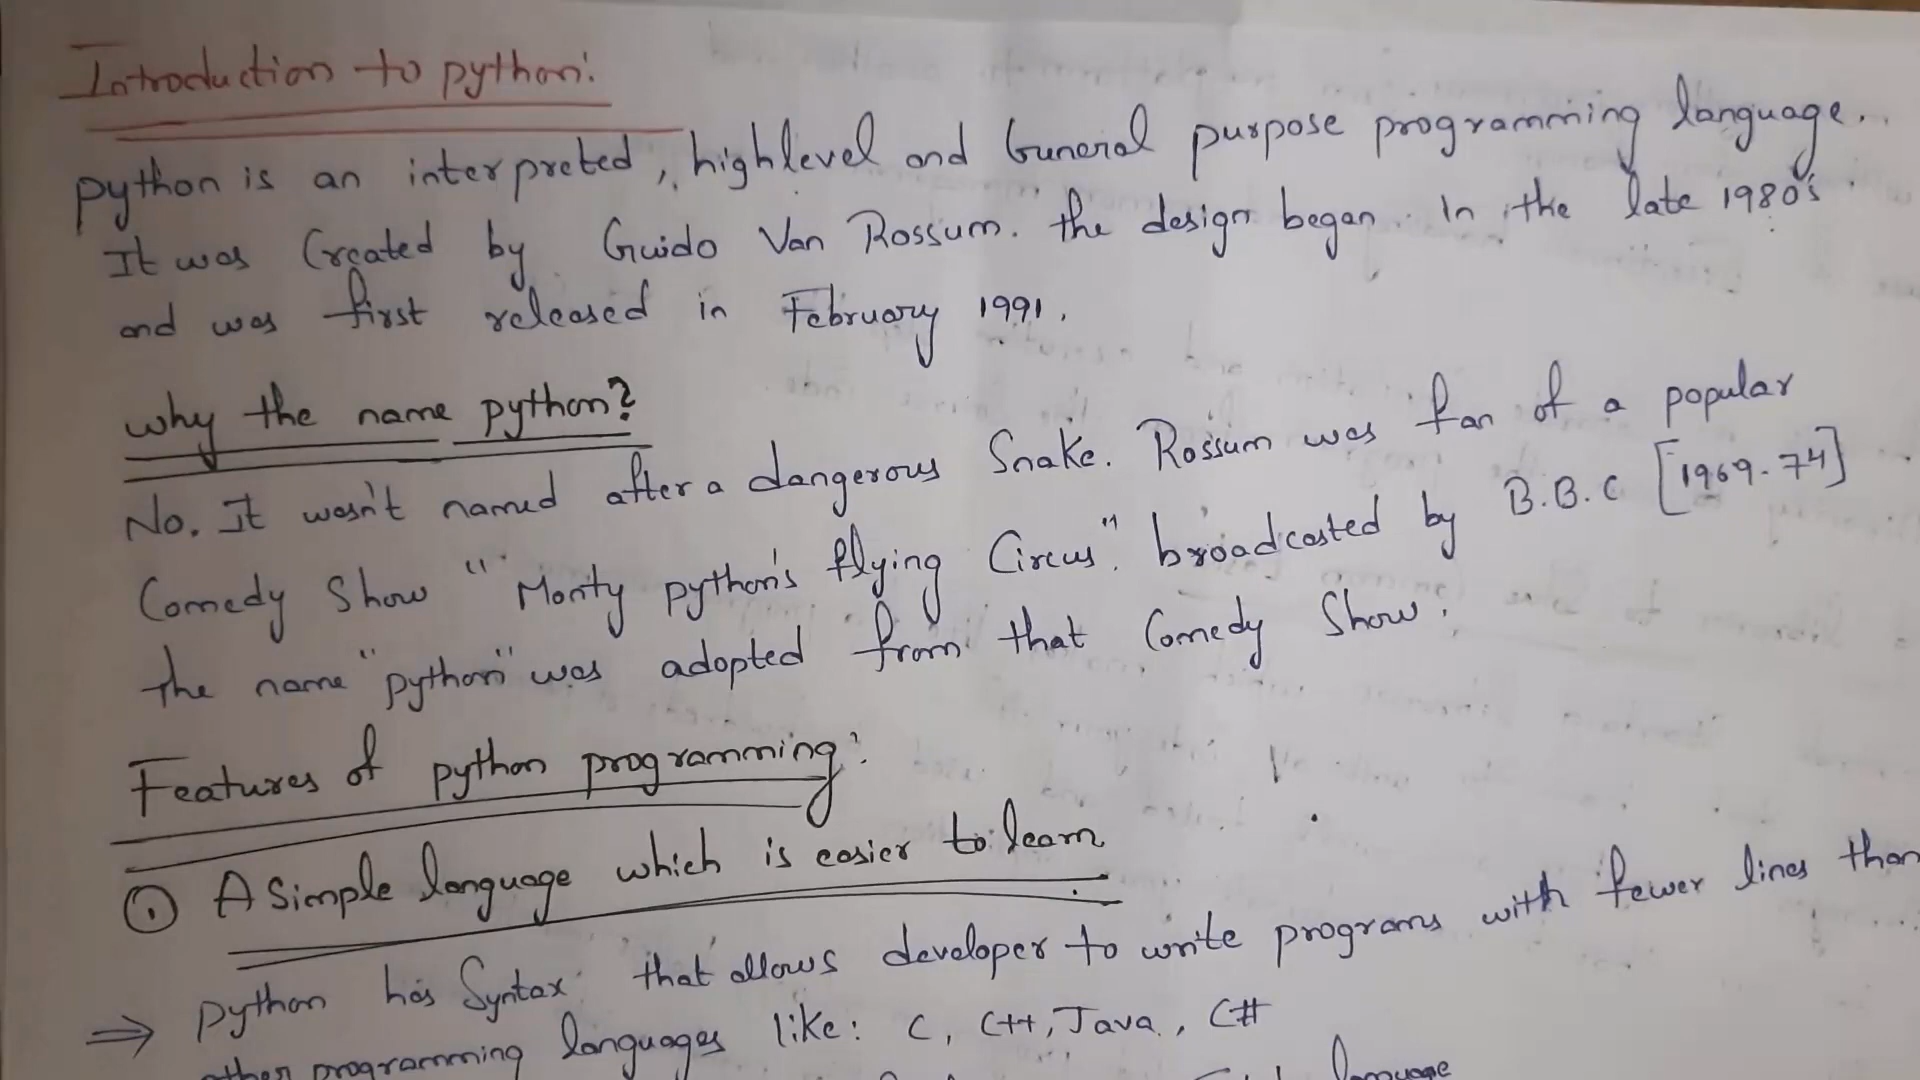 Introduction to python:
python is an interpreted, highlevel and General purpose programming language.
It was Created by Guido Van Rossum. the design began In the late 1980's
and was first released in February 1991.
why the name python?
No. It wasn't named after a dangerous Snake. Rossum was fan of a popular
Comedy Show "Monty python's flying Circus". broadcasted by B.B.C [1969-74]
the name "python" was adopted from that Comedy Show.
Features of python programming:
① A Simple language which is easier to learn
⇒ python has Syntax that allows developer to write programs with fewer lines than
other programming languages like: C, C++, Java, C#
language